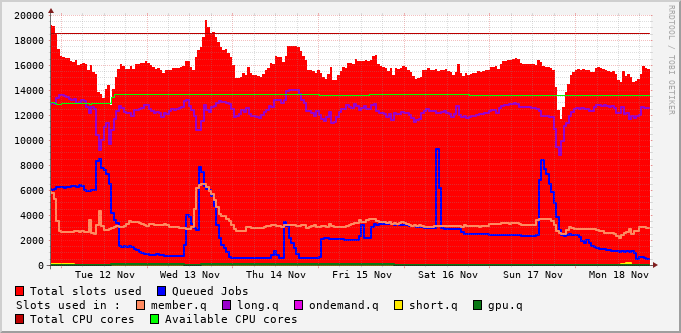 20000
18000
16000
14000
12000
10000
8000
6000
4000
2000
0
Tue 12 Nov Wed 13 Nov Thu 14 Nov Fri 15 Nov Sat 16 Nov Sun 17 Nov Mon 18 Nov
RRDTOOL / TOBI OETIKER
Total slots used Queued Jobs
Slots used in : member.q long.q ondemand.q short.q gpu.q
Total CPU cores Available CPU cores